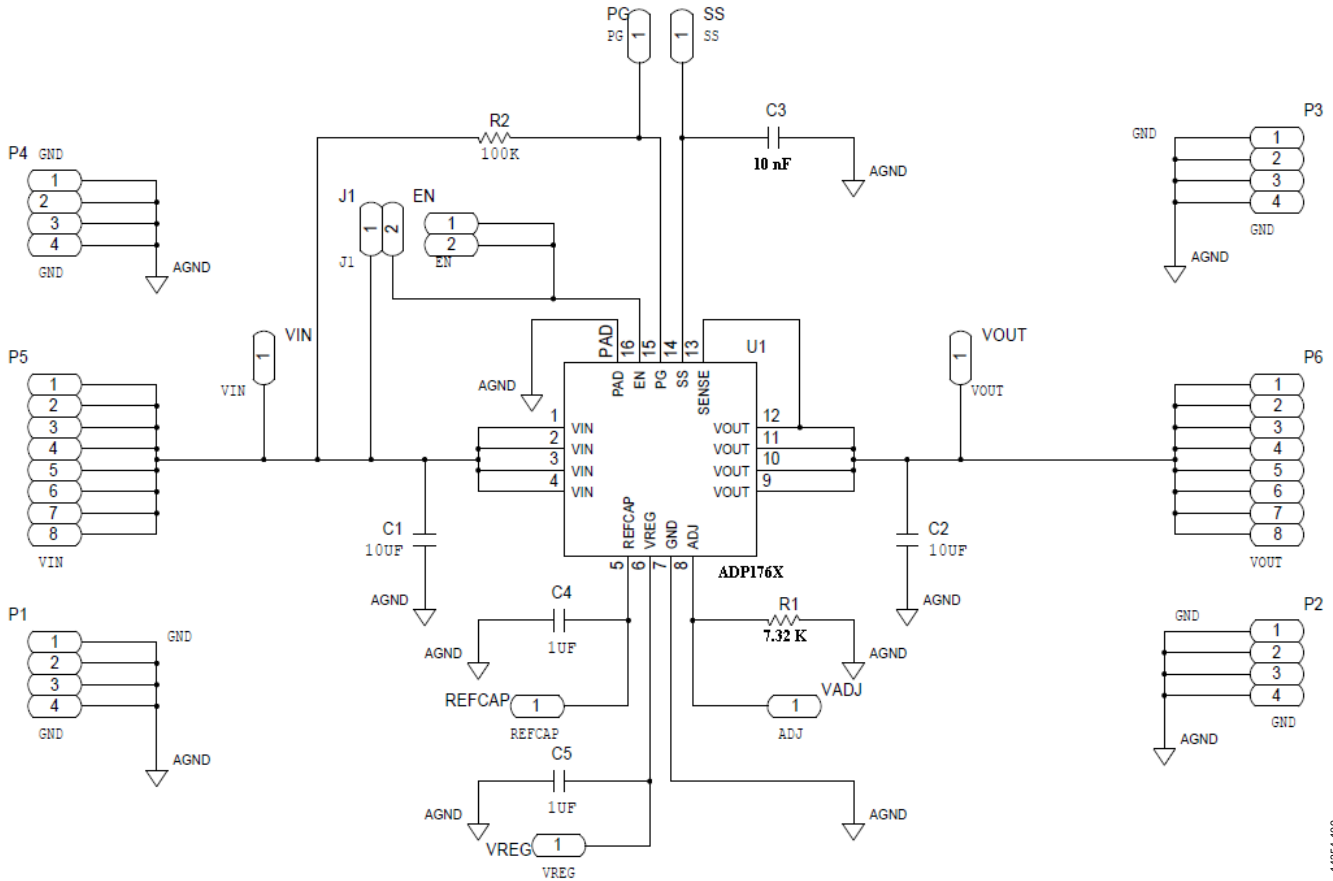 PG
PG
1
SS
SS
1
C3
10 nF
AGND
R2
100K
P4 GND
1
2
3
4
GND
AGND
J1
1
2
J1
EN
1
2
EN
P3
GND
1
2
3
4
GND
AGND
VIN
1
VIN
P5
1
2
3
4
5
6
7
8
VIN
AGND
PAD
16
15
14
13
U1
PAD
EN
PG
SS
SENSE
1 VIN
2 VIN
3 VIN
4 VIN
VOUT 12
VOUT 11
VOUT 10
VOUT 9
REFCAP
VREG
GND
ADJ
5
6
7
8
ADP176X
VOUT
1
VOUT
P6
1
2
3
4
5
6
7
8
VOUT
C1
10UF
AGND
C2
10UF
AGND
C4
1UF
AGND
R1
7.32 K
AGND
REFCAP
1
REFCAP
VADJ
1
ADJ
P1
GND
1
2
3
4
GND
AGND
P2
GND
1
2
3
4
GND
AGND
C5
1UF
AGND
AGND
VREG
1
VREG